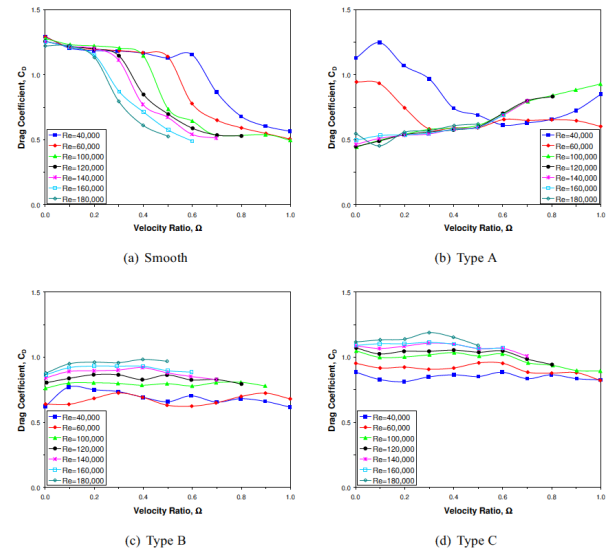 1.5
1.0
0.5
0.0
Drag Coefficient, C_D
Re=40,000
Re=60,000
Re=100,000
Re=120,000
Re=140,000
Re=160,000
Re=180,000
0.0 0.2 0.4 0.6 0.8 1.0
Velocity Ratio, Ω
(a) Smooth
1.5
1.0
0.5
0.0
Drag Coefficient, C_D
Re=40,000
Re=60,000
Re=100,000
Re=120,000
Re=140,000
Re=160,000
Re=180,000
0.0 0.2 0.4 0.6 0.8 1.0
Velocity Ratio, Ω
(b) Type A
1.5
1.0
0.5
0.0
Drag Coefficient, C_D
Re=40,000
Re=60,000
Re=100,000
Re=120,000
Re=140,000
Re=160,000
Re=180,000
0.0 0.2 0.4 0.6 0.8 1.0
Velocity Ratio, Ω
(c) Type B
1.5
1.0
0.5
0.0
Drag Coefficient, C_D
Re=40,000
Re=60,000
Re=100,000
Re=120,000
Re=140,000
Re=160,000
Re=180,000
0.0 0.2 0.4 0.6 0.8 1.0
Velocity Ratio, Ω
(d) Type C